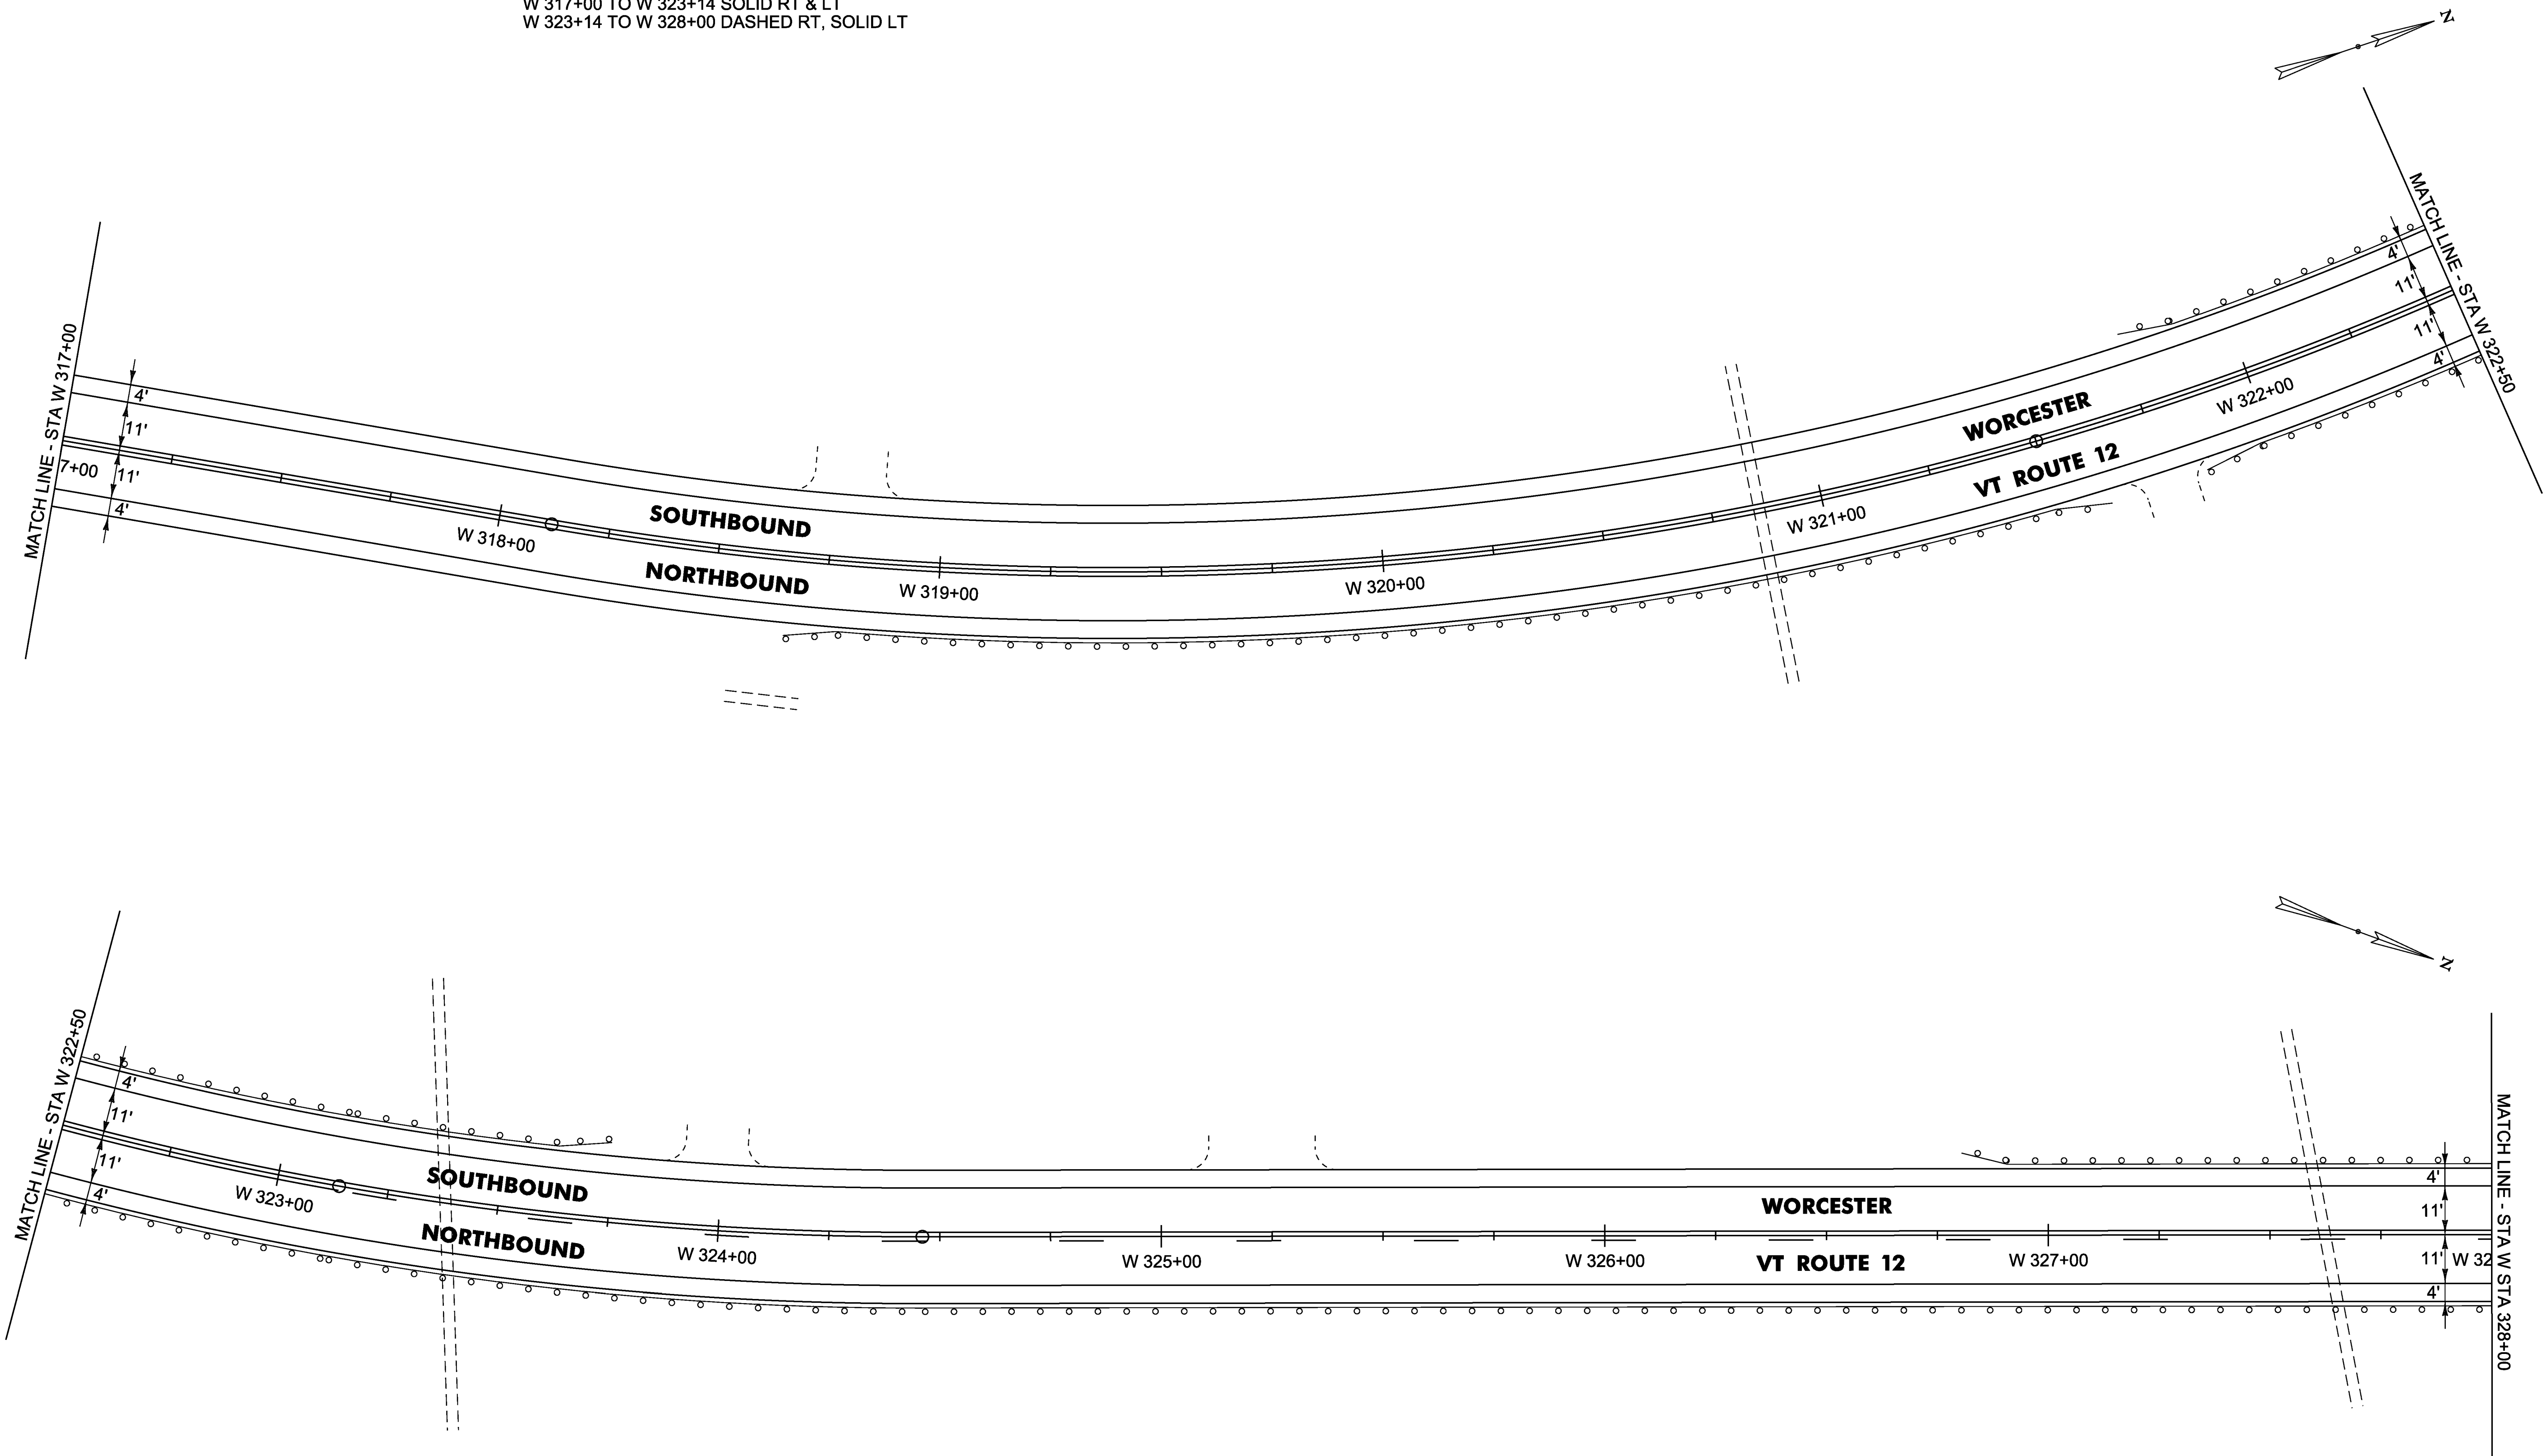 W 317+00 TO W 323+14 SOLID RT & LT
W 323+14 TO W 328+00 DASHED RT, SOLID LT
N
MATCH LINE - STA W 317+00
4'
11'
7+00
11'
4'
W 318+00
SOUTHBOUND
NORTHBOUND
W 319+00
W 320+00
W 321+00
WORCESTER
VT ROUTE 12
W 322+00
4'
11'
11'
4'
MATCH LINE - STA W 322+50
N
MATCH LINE - STA W 322+50
4'
11'
11'
4'
W 323+00
SOUTHBOUND
NORTHBOUND
W 324+00
W 325+00
W 326+00
WORCESTER
VT ROUTE 12
W 327+00
4'
11'
11'
W 32
4'
MATCH LINE - STA W STA 328+00